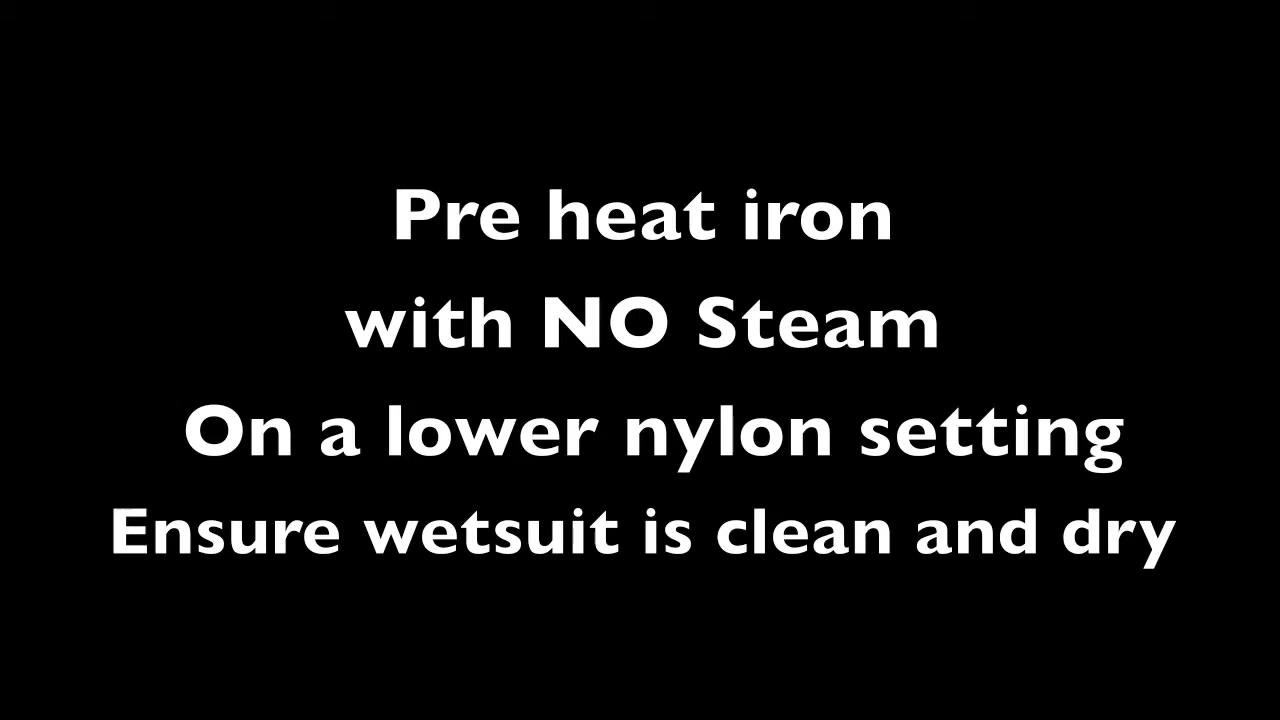 Pre heat iron
with NO Steam
On a lower nylon setting
Ensure wetsuit is clean and dry